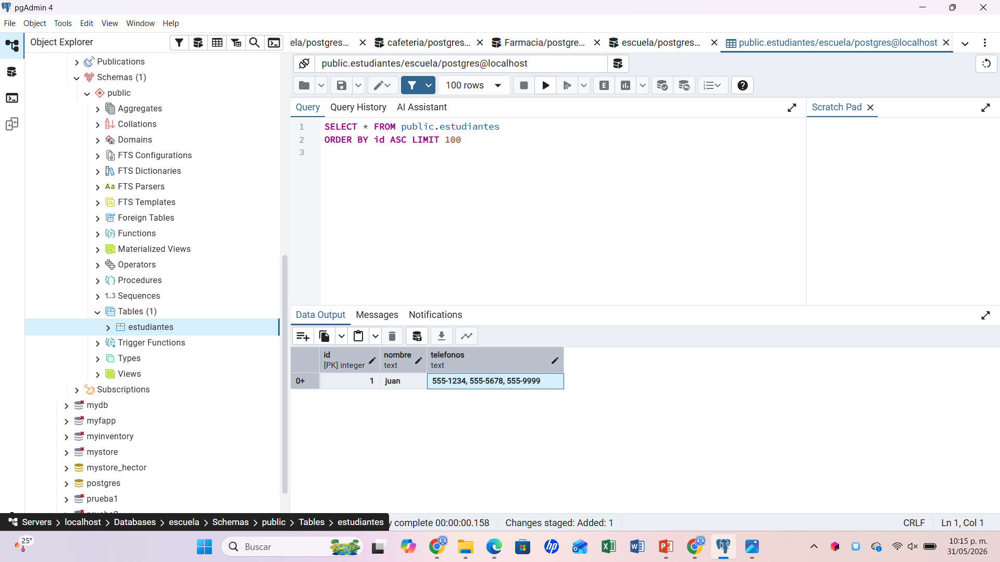 pgAdmin 4
File Object Tools Edit View Window Help
Object Explorer
ela/postgres... cafeteria/postgres... Farmacia/postgre... escuela/postgres... public.estudiantes/escuela/postgres@localhost
public.estudiantes/escuela/postgres@localhost
100 rows
E
Query Query History AI Assistant
Scratch Pad
1 SELECT * FROM public.estudiantes
2 ORDER BY id ASC LIMIT 100
3
Publications
Schemas (1)
public
Aggregates
Collations
Domains
FTS Configurations
FTS Dictionaries
Aa FTS Parsers
FTS Templates
Foreign Tables
Functions
Materialized Views
Operators
Procedures
1..3 Sequences
Tables (1)
estudiantes
Trigger Functions
Types
Views
Subscriptions
mydb
myfapp
myinventory
mystore
mystore_hector
postgres
prueba1
Data Output Messages Notifications
id nombre telefonos
[PK] integer text text
0+ 1 juan 555-1234, 555-5678, 555-9999
Servers > localhost > Databases > escuela > Schemas > public > Tables > estudiantes
y complete 00:00:00.158 Changes staged: Added: 1 CRLF Ln 1, Col 1
25°
Buscar
10:15 p. m.
31/05/2026